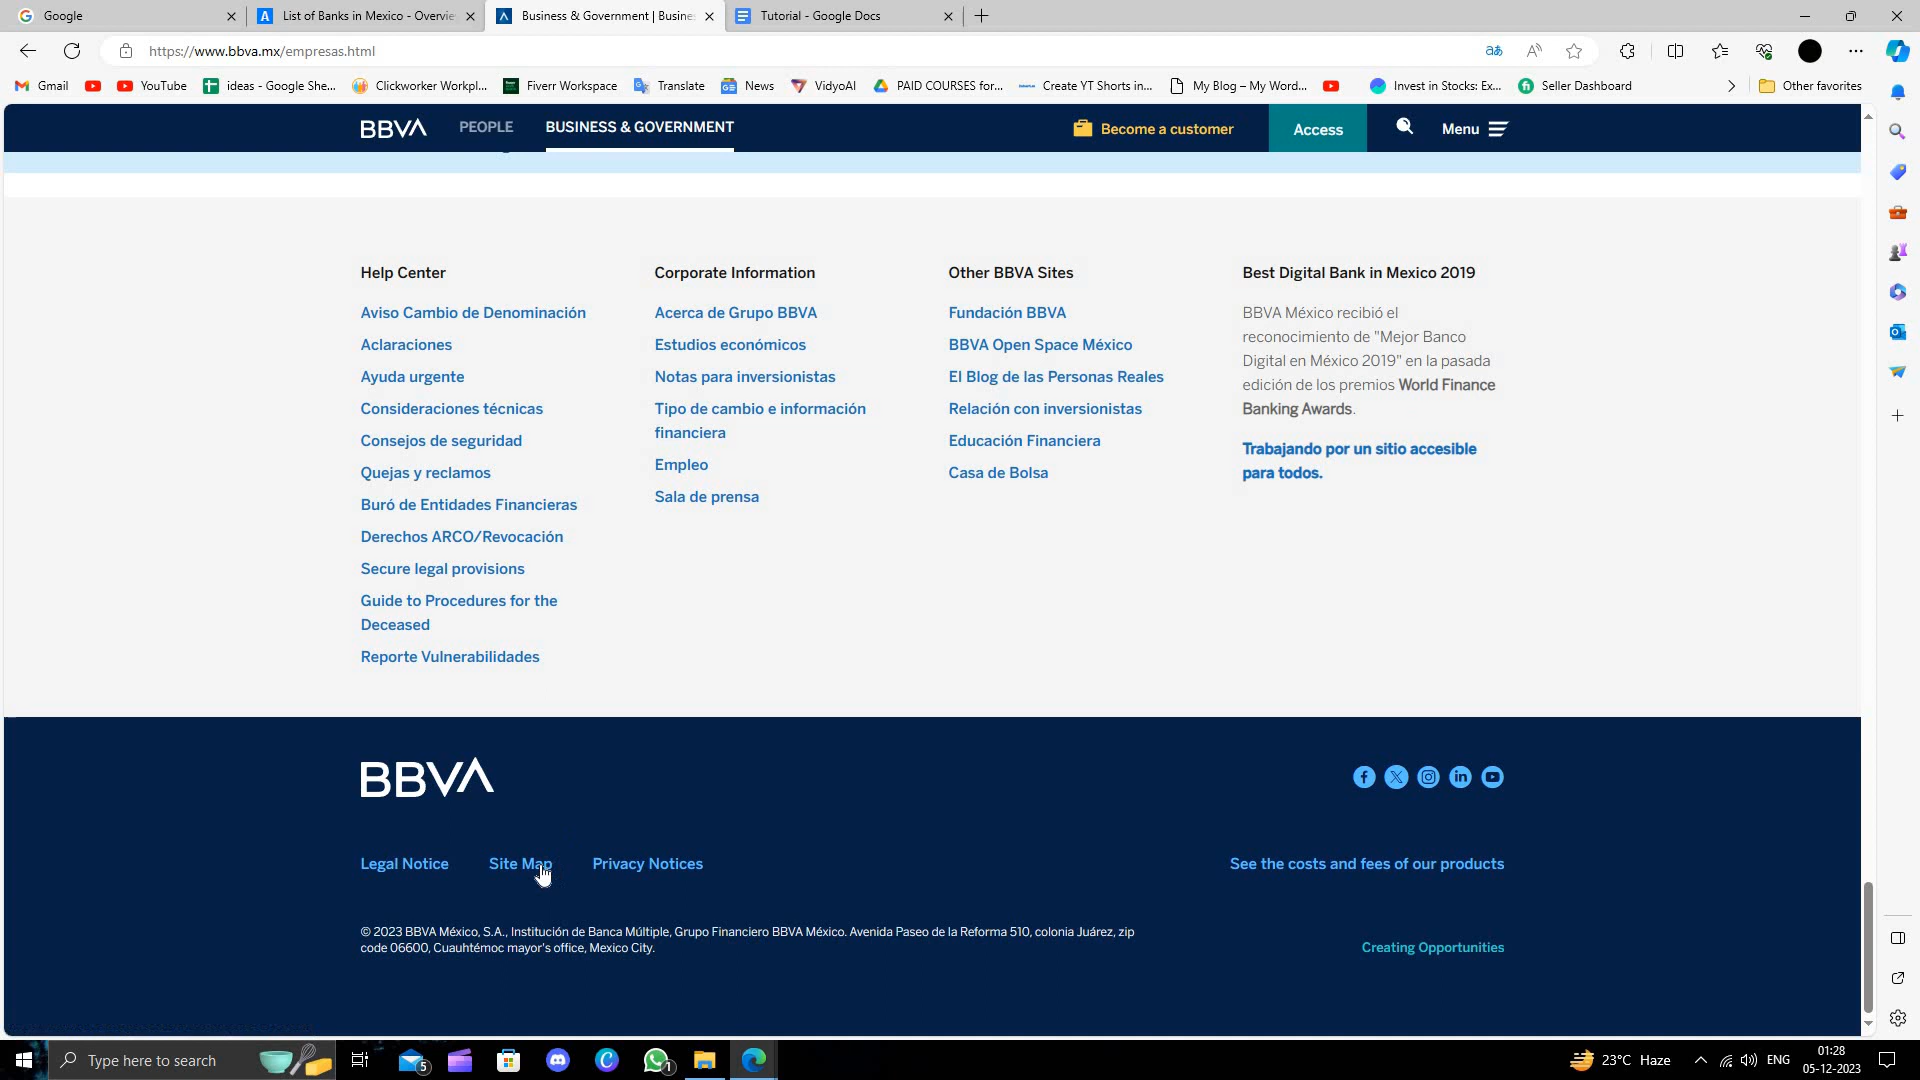 Google
List of Banks in Mexico - Overvie
Business & Government | Busine
Tutorial - Google Docs
https://www.bbva.mx/empresas.html
Gmail
YouTube
ideas - Google She...
Clickworker Workpl...
Fiverr Workspace
Translate
News
VidyoAI
PAID COURSES for...
Create YT Shorts in...
My Blog – My Word...
Invest in Stocks: Ex...
Seller Dashboard
Other favorites
BBVA
PEOPLE
BUSINESS & GOVERNMENT
Become a customer
Access
Menu
Help Center
Aviso Cambio de Denominación
Aclaraciones
Ayuda urgente
Consideraciones técnicas
Consejos de seguridad
Quejas y reclamos
Buró de Entidades Financieras
Derechos ARCO/Revocación
Secure legal provisions
Guide to Procedures for the
Deceased
Reporte Vulnerabilidades
Corporate Information
Acerca de Grupo BBVA
Estudios económicos
Notas para inversionistas
Tipo de cambio e información
financiera
Empleo
Sala de prensa
Other BBVA Sites
Fundación BBVA
BBVA Open Space México
El Blog de las Personas Reales
Relación con inversionistas
Educación Financiera
Casa de Bolsa
Best Digital Bank in Mexico 2019
BBVA México recibió el
reconocimiento de "Mejor Banco
Digital en México 2019" en la pasada
edición de los premios World Finance
Banking Awards.
Trabajando por un sitio accesible
para todos.
BBVA
Legal Notice
Site Map
Privacy Notices
See the costs and fees of our products
© 2023 BBVA México, S.A., Institución de Banca Múltiple, Grupo Financiero BBVA México. Avenida Paseo de la Reforma 510, colonia Juárez, zip
code 06600, Cuauhtémoc mayor's office, Mexico City.
Creating Opportunities
Type here to search
5
1
23°C Haze
ENG
01:28
05-12-2023